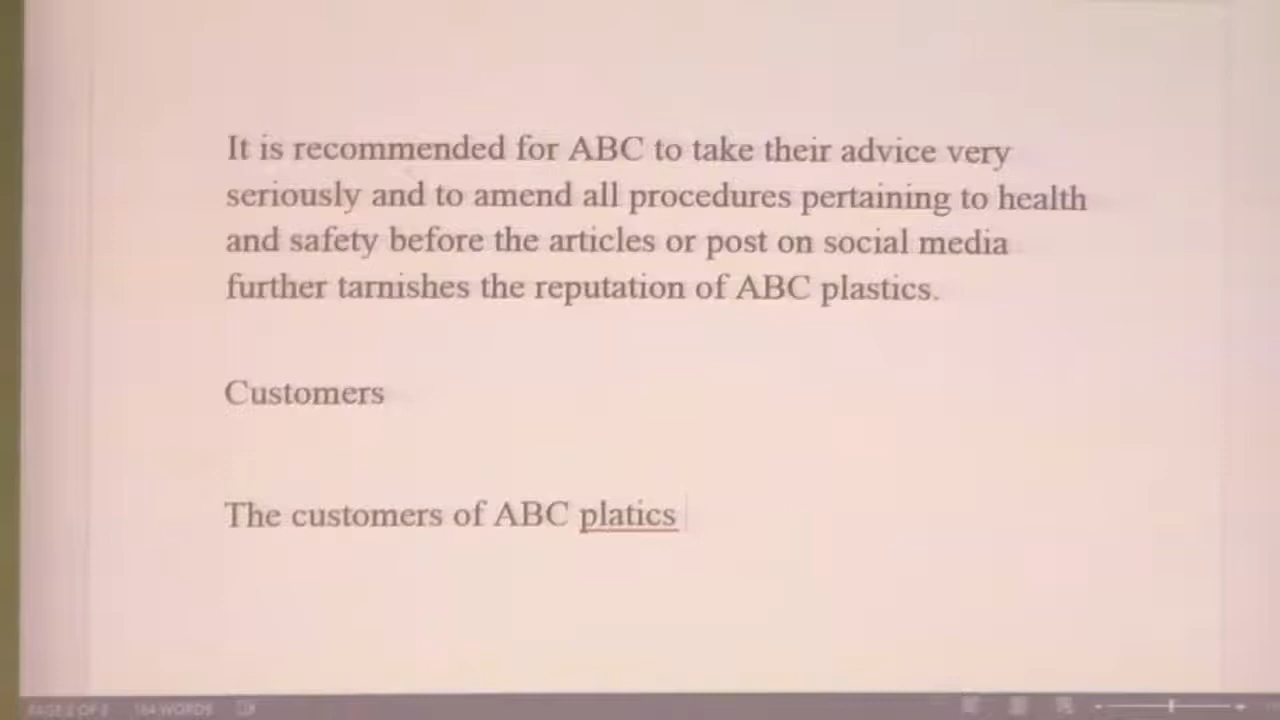 It is recommended for ABC to take their advice very
seriously and to amend all procedures pertaining to health
and safety before the articles or post on social media
further tarnishes the reputation of ABC plastics.
Customers
The customers of ABC platics
PAGE 2 OF 2 164 WORDS